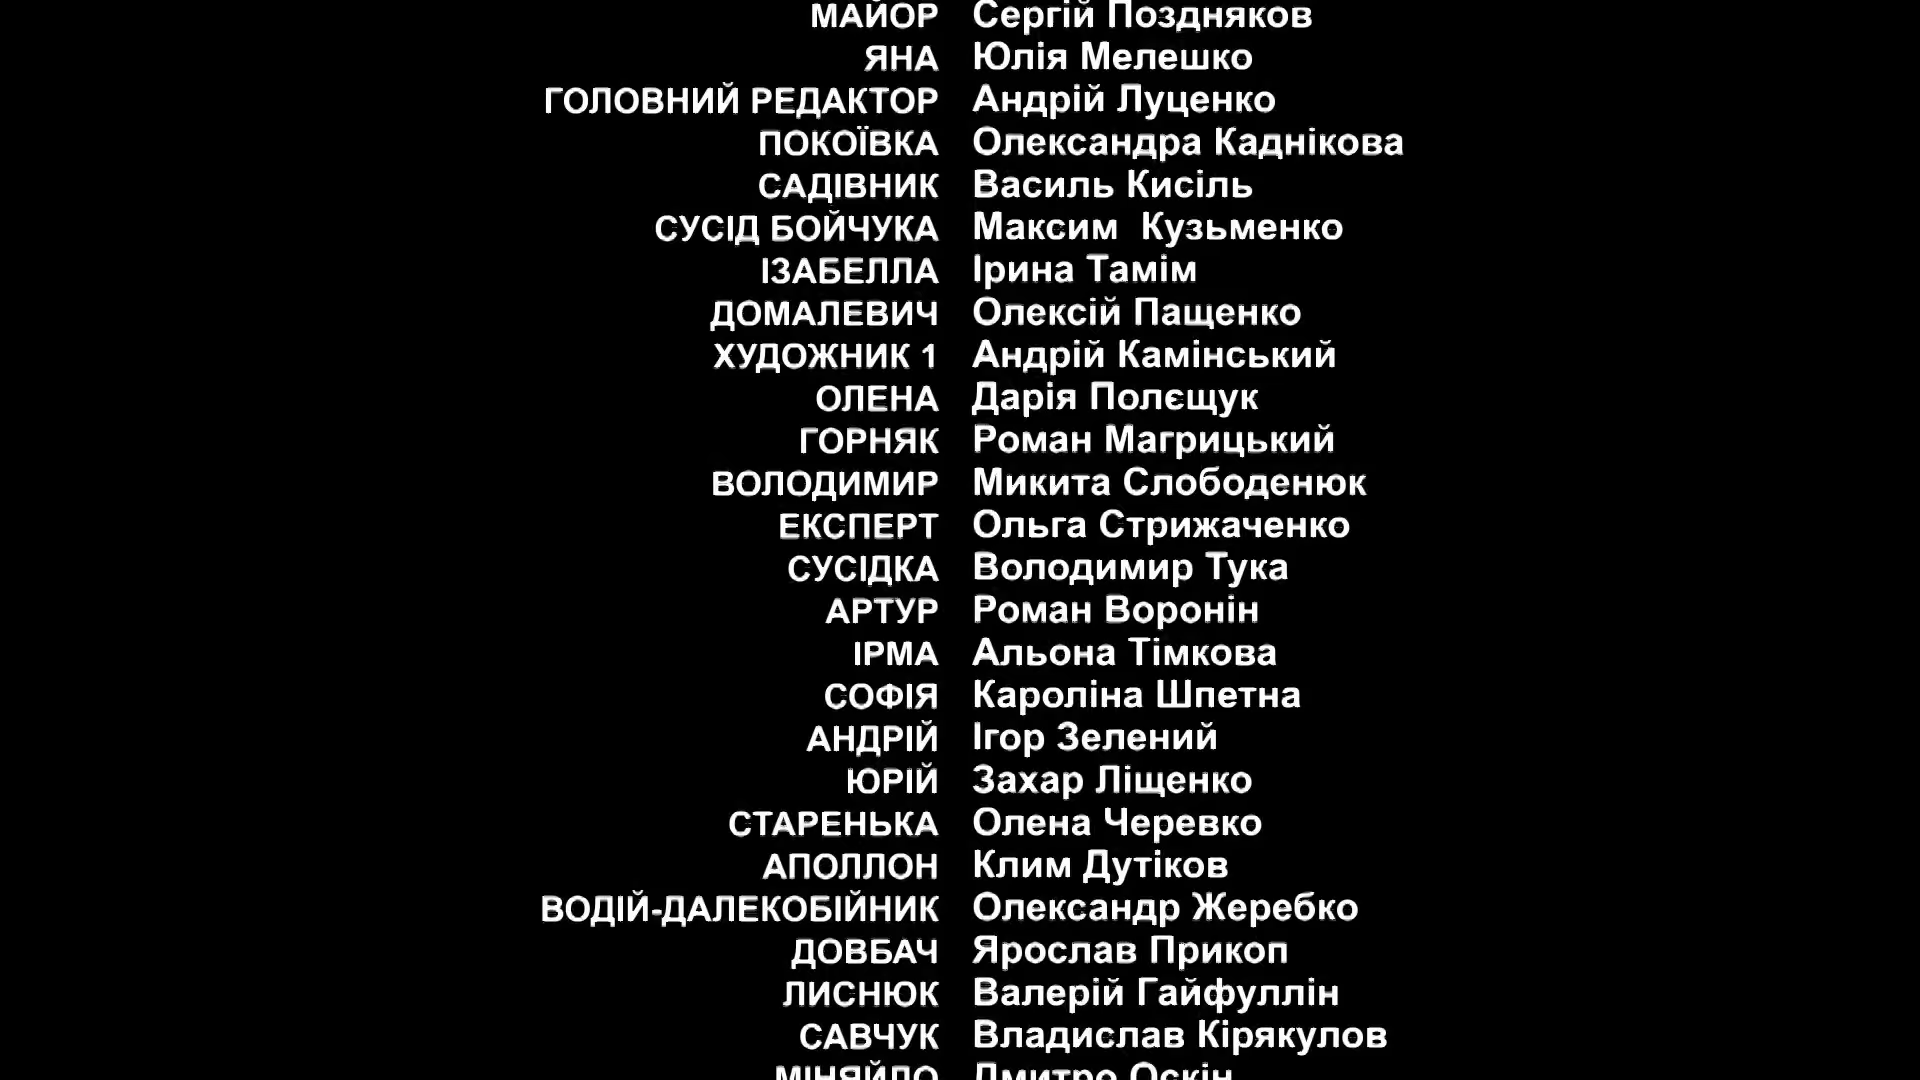 МАЙОР Сергій Поздняков
ЯНА Юлія Мелешко
ГОЛОВНИЙ РЕДАКТОР Андрій Луценко
ПОКОЇВКА Олександра Каднікова
САДІВНИК Василь Кисіль
СУСІД БОЙЧУКА Максим  Кузьменко
ІЗАБЕЛЛА Ірина Тамім
ДОМАЛЕВИЧ Олексій Пащенко
ХУДОЖНИК 1 Андрій Камінський
ОЛЕНА Дарія Полєщук
ГОРНЯК Роман Магрицький
ВОЛОДИМИР Микита Слободенюк
ЕКСПЕРТ Ольга Стрижаченко
СУСІДКА Володимир Тука
АРТУР Роман Воронін
ІРМА Альона Тімкова
СОФІЯ Кароліна Шпетна
АНДРІЙ Ігор Зелений
ЮРІЙ Захар Ліщенко
СТАРЕНЬКА Олена Черевко
АПОЛЛОН Клим Дутіков
ВОДІЙ-ДАЛЕКОБІЙНИК Олександр Жеребко
ДОВБАЧ Ярослав Прикоп
ЛИСНЮК Валерій Гайфуллін
САВЧУК Владислав Кірякулов
МІНЯЙЛО Дмитро Оскін